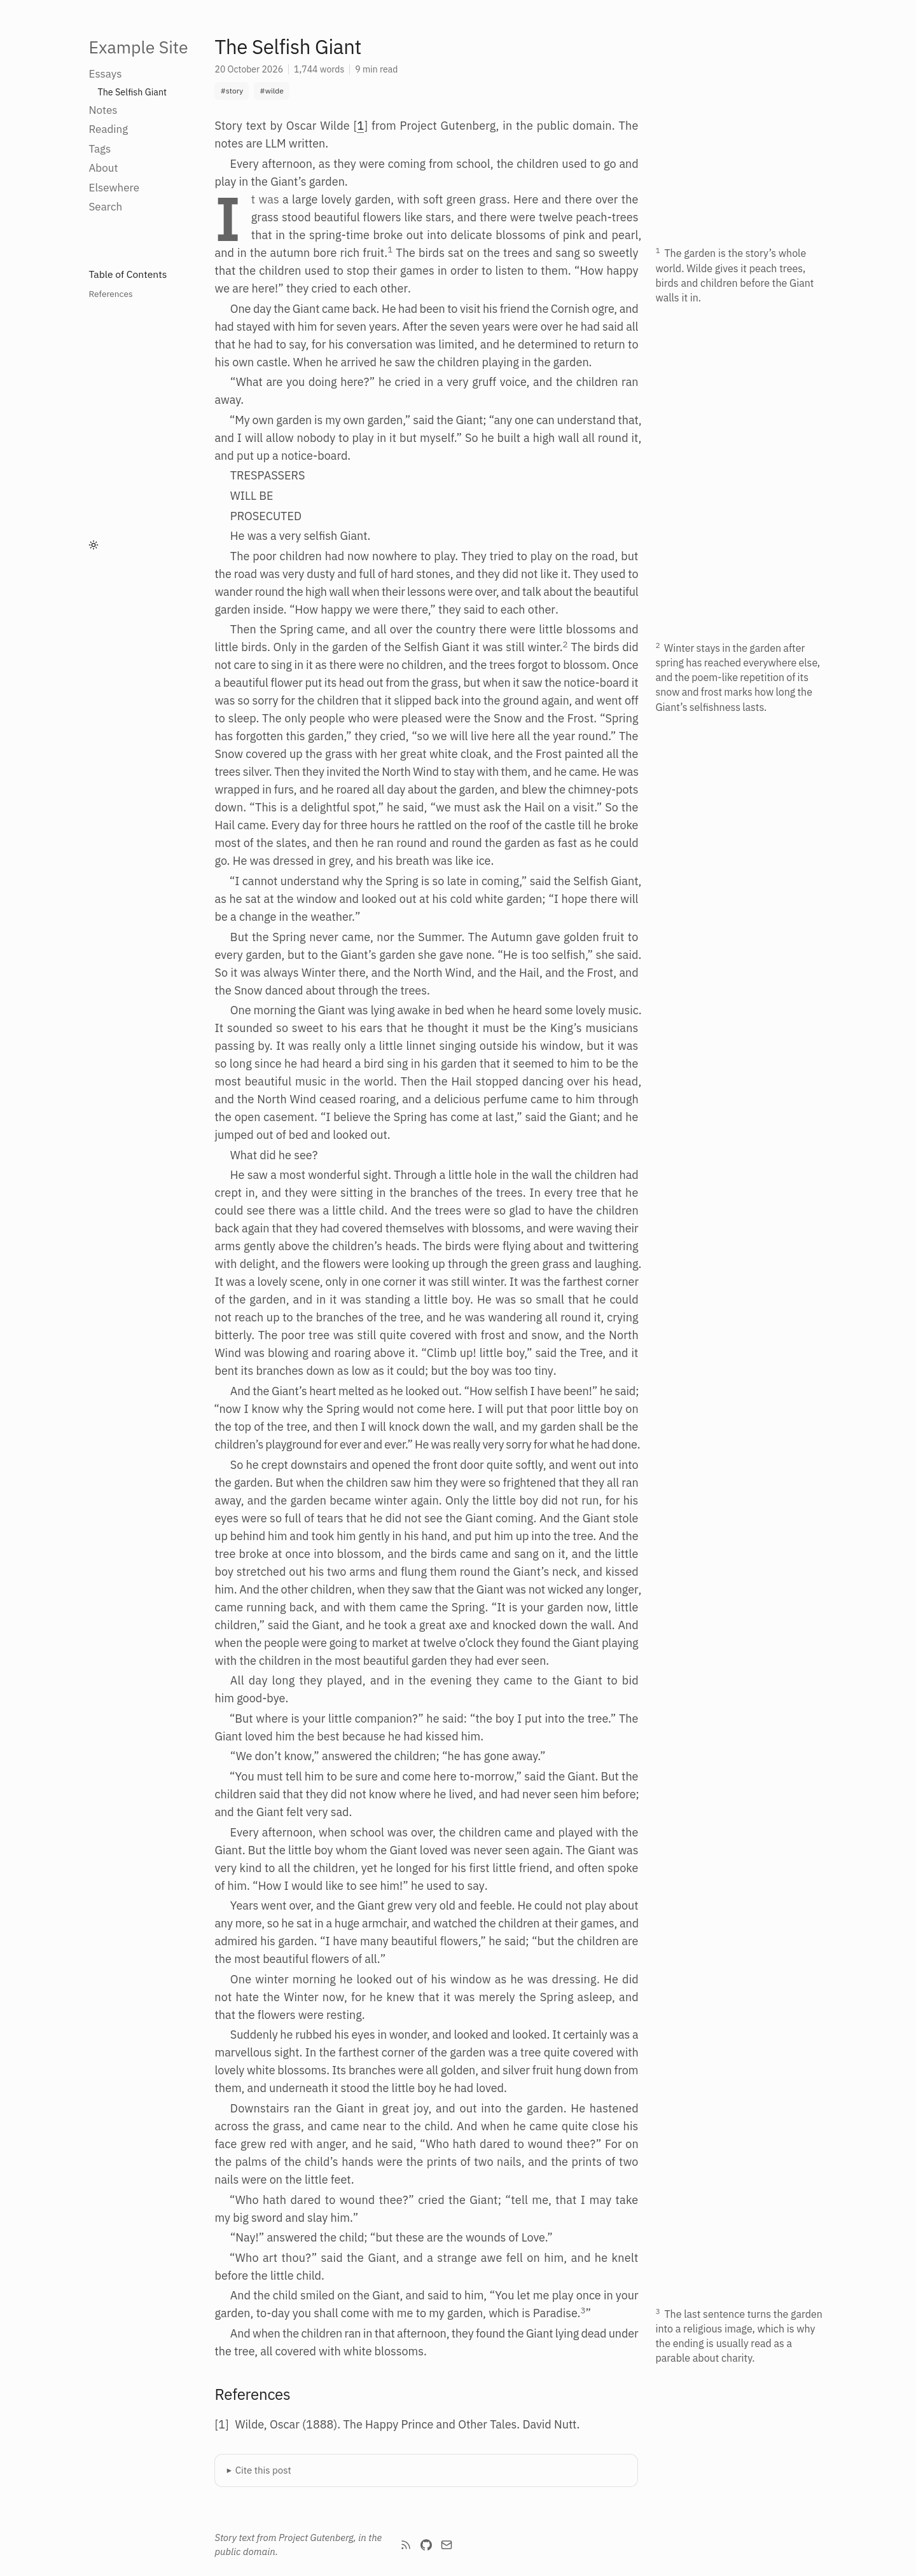 Example Site
Essays
The Selfish Giant
Notes
Reading
Tags
About
Elsewhere
Search
Table of Contents
References
The Selfish Giant
20 October 2026 | 1,744 words | 9 min read
#story #wilde
Story text by Oscar Wilde [1] from Project Gutenberg, in the public domain. The
notes are LLM written.
Every afternoon, as they were coming from school, the children used to go and
play in the Giant’s garden.
It was a large lovely garden, with soft green grass. Here and there over the
grass stood beautiful flowers like stars, and there were twelve peach-trees
that in the spring-time broke out into delicate blossoms of pink and pearl,
and in the autumn bore rich fruit.1 The birds sat on the trees and sang so sweetly
that the children used to stop their games in order to listen to them. “How happy
we are here!” they cried to each other.
1 The garden is the story’s whole
world. Wilde gives it peach trees,
birds and children before the Giant
walls it in.
One day the Giant came back. He had been to visit his friend the Cornish ogre, and
had stayed with him for seven years. After the seven years were over he had said all
that he had to say, for his conversation was limited, and he determined to return to
his own castle. When he arrived he saw the children playing in the garden.
“What are you doing here?” he cried in a very gruff voice, and the children ran
away.
“My own garden is my own garden,” said the Giant; “any one can understand that,
and I will allow nobody to play in it but myself.” So he built a high wall all round it,
and put up a notice-board.
TRESPASSERS
WILL BE
PROSECUTED
He was a very selfish Giant.
The poor children had now nowhere to play. They tried to play on the road, but
the road was very dusty and full of hard stones, and they did not like it. They used to
wander round the high wall when their lessons were over, and talk about the beautiful
garden inside. “How happy we were there,” they said to each other.
Then the Spring came, and all over the country there were little blossoms and
little birds. Only in the garden of the Selfish Giant it was still winter.2 The birds did
not care to sing in it as there were no children, and the trees forgot to blossom. Once
a beautiful flower put its head out from the grass, but when it saw the notice-board it
was so sorry for the children that it slipped back into the ground again, and went off
to sleep. The only people who were pleased were the Snow and the Frost. “Spring
has forgotten this garden,” they cried, “so we will live here all the year round.” The
Snow covered up the grass with her great white cloak, and the Frost painted all the
trees silver. Then they invited the North Wind to stay with them, and he came. He was
wrapped in furs, and he roared all day about the garden, and blew the chimney-pots
down. “This is a delightful spot,” he said, “we must ask the Hail on a visit.” So the
Hail came. Every day for three hours he rattled on the roof of the castle till he broke
most of the slates, and then he ran round and round the garden as fast as he could
go. He was dressed in grey, and his breath was like ice.
2 Winter stays in the garden after
spring has reached everywhere else,
and the poem-like repetition of its
snow and frost marks how long the
Giant’s selfishness lasts.
“I cannot understand why the Spring is so late in coming,” said the Selfish Giant,
as he sat at the window and looked out at his cold white garden; “I hope there will
be a change in the weather.”
But the Spring never came, nor the Summer. The Autumn gave golden fruit to
every garden, but to the Giant’s garden she gave none. “He is too selfish,” she said.
So it was always Winter there, and the North Wind, and the Hail, and the Frost, and
the Snow danced about through the trees.
One morning the Giant was lying awake in bed when he heard some lovely music.
It sounded so sweet to his ears that he thought it must be the King’s musicians
passing by. It was really only a little linnet singing outside his window, but it was
so long since he had heard a bird sing in his garden that it seemed to him to be the
most beautiful music in the world. Then the Hail stopped dancing over his head,
and the North Wind ceased roaring, and a delicious perfume came to him through
the open casement. “I believe the Spring has come at last,” said the Giant; and he
jumped out of bed and looked out.
What did he see?
He saw a most wonderful sight. Through a little hole in the wall the children had
crept in, and they were sitting in the branches of the trees. In every tree that he
could see there was a little child. And the trees were so glad to have the children
back again that they had covered themselves with blossoms, and were waving their
arms gently above the children’s heads. The birds were flying about and twittering
with delight, and the flowers were looking up through the green grass and laughing.
It was a lovely scene, only in one corner it was still winter. It was the farthest corner
of the garden, and in it was standing a little boy. He was so small that he could
not reach up to the branches of the tree, and he was wandering all round it, crying
bitterly. The poor tree was still quite covered with frost and snow, and the North
Wind was blowing and roaring above it. “Climb up! little boy,” said the Tree, and it
bent its branches down as low as it could; but the boy was too tiny.
And the Giant’s heart melted as he looked out. “How selfish I have been!” he said;
“now I know why the Spring would not come here. I will put that poor little boy on
the top of the tree, and then I will knock down the wall, and my garden shall be the
children’s playground for ever and ever.” He was really very sorry for what he had done.
So he crept downstairs and opened the front door quite softly, and went out into
the garden. But when the children saw him they were so frightened that they all ran
away, and the garden became winter again. Only the little boy did not run, for his
eyes were so full of tears that he did not see the Giant coming. And the Giant stole
up behind him and took him gently in his hand, and put him up into the tree. And the
tree broke at once into blossom, and the birds came and sang on it, and the little
boy stretched out his two arms and flung them round the Giant’s neck, and kissed
him. And the other children, when they saw that the Giant was not wicked any longer,
came running back, and with them came the Spring. “It is your garden now, little
children,” said the Giant, and he took a great axe and knocked down the wall. And
when the people were going to market at twelve o’clock they found the Giant playing
with the children in the most beautiful garden they had ever seen.
All day long they played, and in the evening they came to the Giant to bid
him good-bye.
“But where is your little companion?” he said: “the boy I put into the tree.” The
Giant loved him the best because he had kissed him.
“We don’t know,” answered the children; “he has gone away.”
“You must tell him to be sure and come here to-morrow,” said the Giant. But the
children said that they did not know where he lived, and had never seen him before;
and the Giant felt very sad.
Every afternoon, when school was over, the children came and played with the
Giant. But the little boy whom the Giant loved was never seen again. The Giant was
very kind to all the children, yet he longed for his first little friend, and often spoke
of him. “How I would like to see him!” he used to say.
Years went over, and the Giant grew very old and feeble. He could not play about
any more, so he sat in a huge armchair, and watched the children at their games, and
admired his garden. “I have many beautiful flowers,” he said; “but the children are
the most beautiful flowers of all.”
One winter morning he looked out of his window as he was dressing. He did
not hate the Winter now, for he knew that it was merely the Spring asleep, and
that the flowers were resting.
Suddenly he rubbed his eyes in wonder, and looked and looked. It certainly was a
marvellous sight. In the farthest corner of the garden was a tree quite covered with
lovely white blossoms. Its branches were all golden, and silver fruit hung down from
them, and underneath it stood the little boy he had loved.
Downstairs ran the Giant in great joy, and out into the garden. He hastened
across the grass, and came near to the child. And when he came quite close his
face grew red with anger, and he said, “Who hath dared to wound thee?” For on
the palms of the child’s hands were the prints of two nails, and the prints of two
nails were on the little feet.
“Who hath dared to wound thee?” cried the Giant; “tell me, that I may take
my big sword and slay him.”
“Nay!” answered the child; “but these are the wounds of Love.”
“Who art thou?” said the Giant, and a strange awe fell on him, and he knelt
before the little child.
And the child smiled on the Giant, and said to him, “You let me play once in your
garden, to-day you shall come with me to my garden, which is Paradise.3”
3 The last sentence turns the garden
into a religious image, which is why
the ending is usually read as a
parable about charity.
And when the children ran in that afternoon, they found the Giant lying dead under
the tree, all covered with white blossoms.
References
[1] Wilde, Oscar (1888). The Happy Prince and Other Tales. David Nutt.
▸ Cite this post
Story text from Project Gutenberg, in the
public domain.